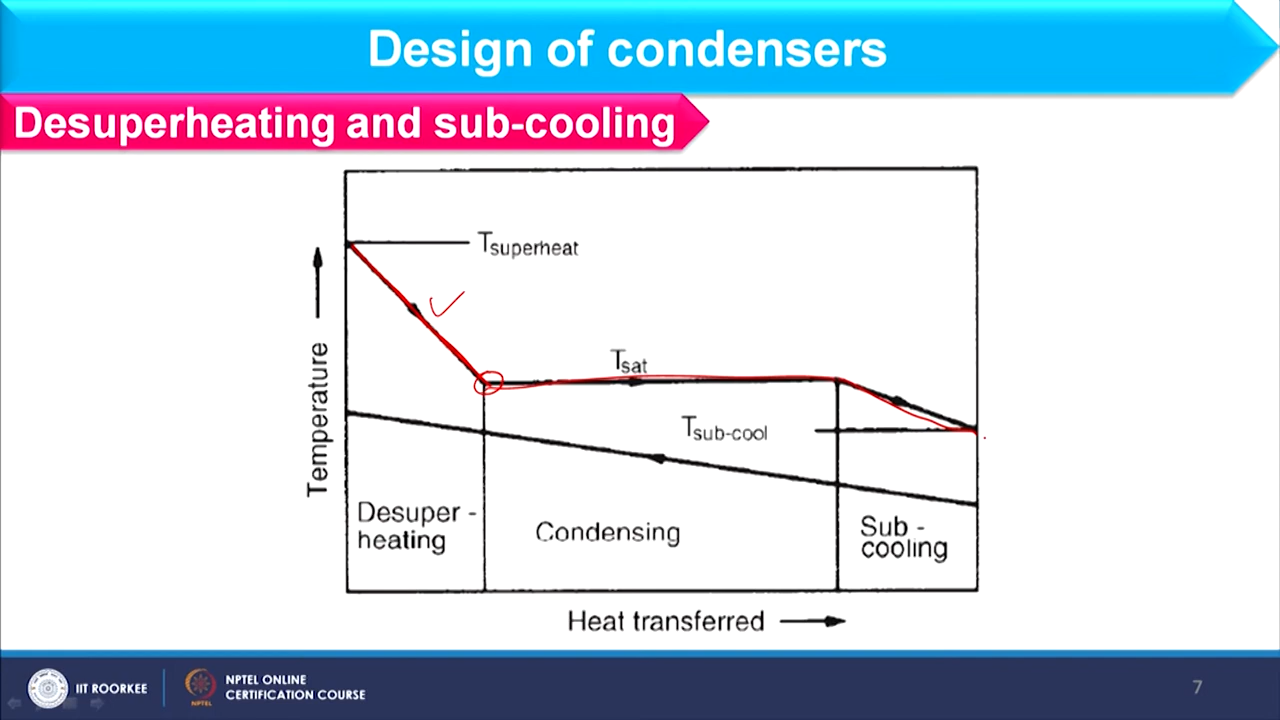 Design of condensers
Desuperheating and sub-cooling
Tsuperheat
Tsat
Tsub-cool
Temperature
Desuper -
heating
Condensing
Sub -
cooling
Heat transferred
IIT ROORKEE
NPTEL ONLINE
CERTIFICATION COURSE
NPTEL
7